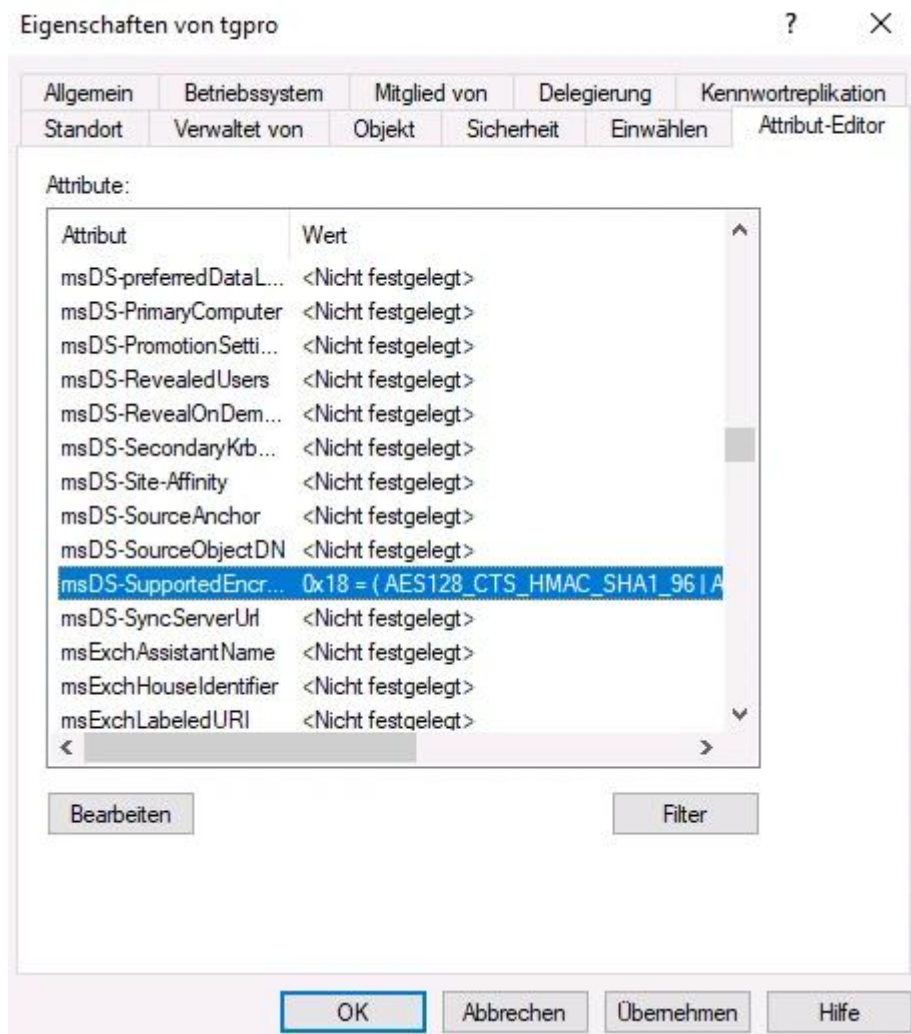 Eigenschaften von tgpro ? ×
Allgemein Betriebssystem Mitglied von Delegierung Kennwortreplikation
Standort Verwaltet von Objekt Sicherheit Einwählen Attribut-Editor
Attribute:
Attribut Wert
msDS-preferredDataL... <Nicht festgelegt>
msDS-PrimaryComputer <Nicht festgelegt>
msDS-PromotionSetti... <Nicht festgelegt>
msDS-RevealedUsers <Nicht festgelegt>
msDS-RevealOnDem... <Nicht festgelegt>
msDS-SecondaryKrb... <Nicht festgelegt>
msDS-Site-Affinity <Nicht festgelegt>
msDS-SourceAnchor <Nicht festgelegt>
msDS-SourceObjectDN <Nicht festgelegt>
msDS-SupportedEncr... 0x18 = ( AES128_CTS_HMAC_SHA1_96 | A
msDS-SyncServerUrl <Nicht festgelegt>
msExchAssistantName <Nicht festgelegt>
msExchHouseIdentifier <Nicht festgelegt>
msExchLabeledURI <Nicht festgelegt>
Bearbeiten Filter
OK Abbrechen Übernehmen Hilfe